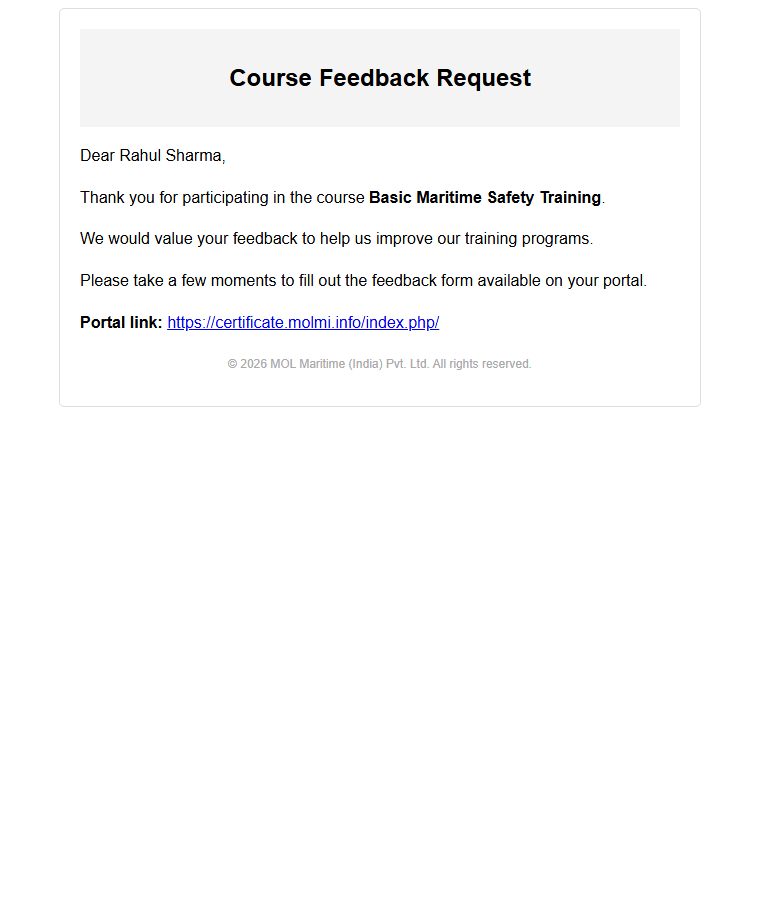 Course Feedback Request
Dear Rahul Sharma,
Thank you for participating in the course Basic Maritime Safety Training.
We would value your feedback to help us improve our training programs.
Please take a few moments to fill out the feedback form available on your portal.
Portal link: https://certificate.molmi.info/index.php/
© 2026 MOL Maritime (India) Pvt. Ltd. All rights reserved.